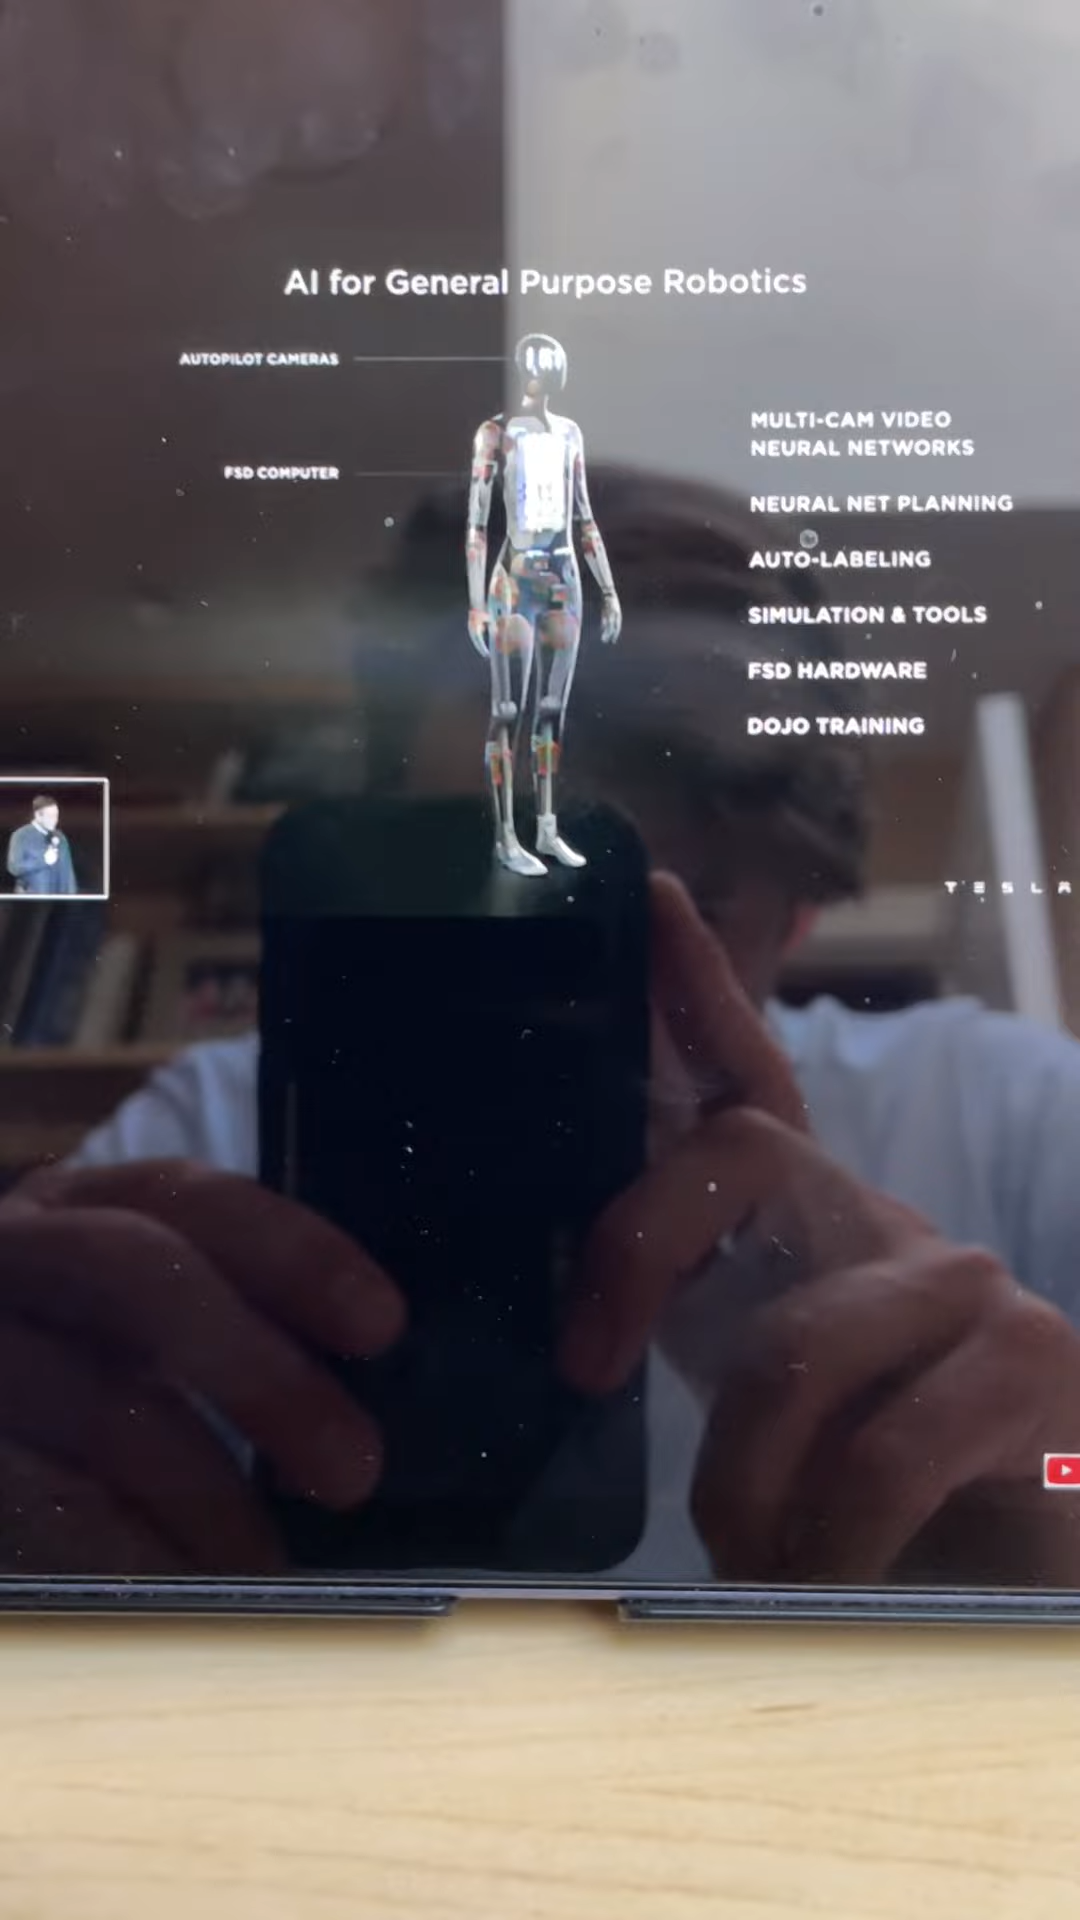 AI for General Purpose Robotics
AUTOPILOT CAMERAS
FSD COMPUTER
MULTI-CAM VIDEO
NEURAL NETWORKS
NEURAL NET PLANNING
AUTO-LABELING
SIMULATION & TOOLS
FSD HARDWARE
DOJO TRAINING
TESLA